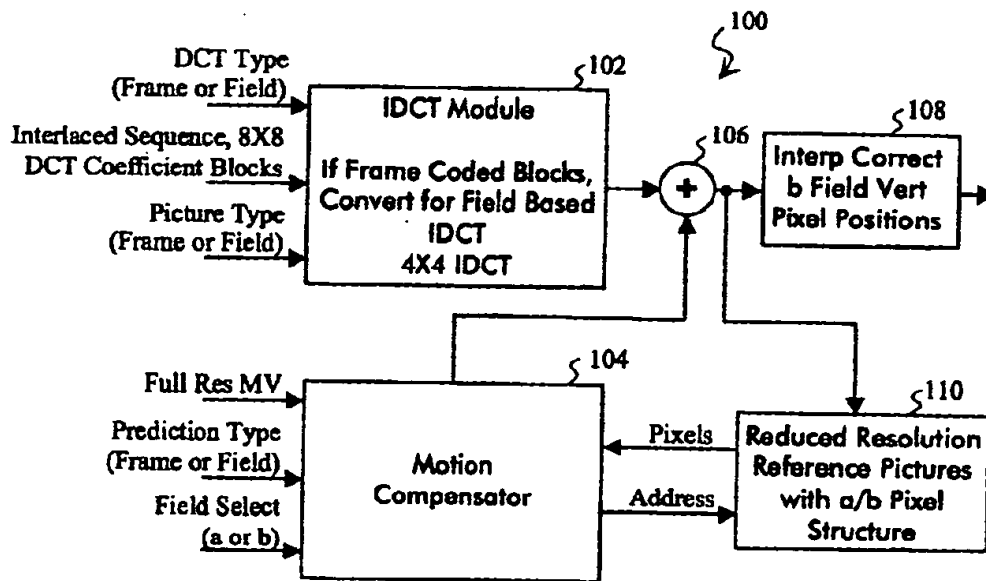 100
DCT Type
(Frame or Field)
Interlaced Sequence, 8X8
DCT Coefficient Blocks
Picture Type
(Frame or Field)
102
IDCT Module
If Frame Coded Blocks,
Convert for Field Based
IDCT
4X4 IDCT
106
+
108
Interp Correct
b Field Vert
Pixel Positions
Full Res MV
Prediction Type
(Frame or Field)
Field Select
(a or b)
104
Motion
Compensator
Pixels
Address
110
Reduced Resolution
Reference Pictures
with a/b Pixel
Structure